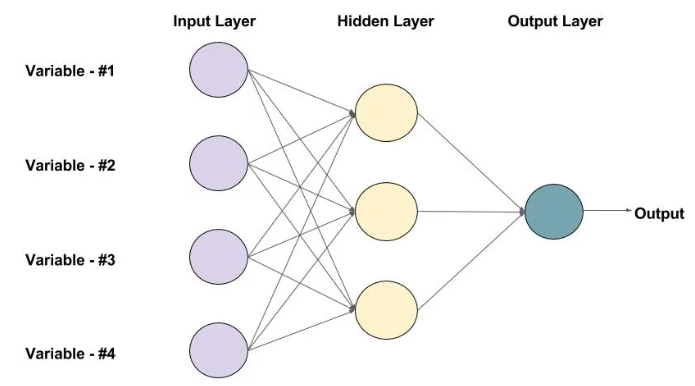 Input Layer
Hidden Layer
Output Layer
Variable - #1
Variable - #2
Variable - #3
Variable - #4
Output